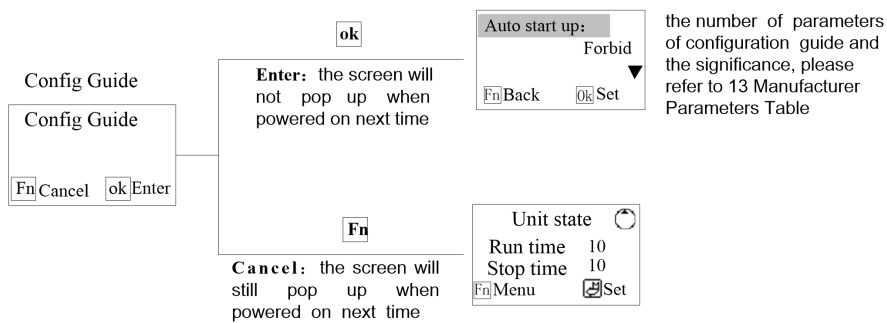 Config Guide
Config Guide
Fn Cancel ok Enter
ok
Enter: the screen will
not pop up when
powered on next time
Auto start up:
Forbid
Fn Back Ok Set
the number of parameters
of configuration guide and
the significance, please
refer to 13 Manufacturer
Parameters Table
Fn
Cancel: the screen will
still pop up when
powered on next time
Unit state
Run time 10
Stop time 10
Fn Menu Set